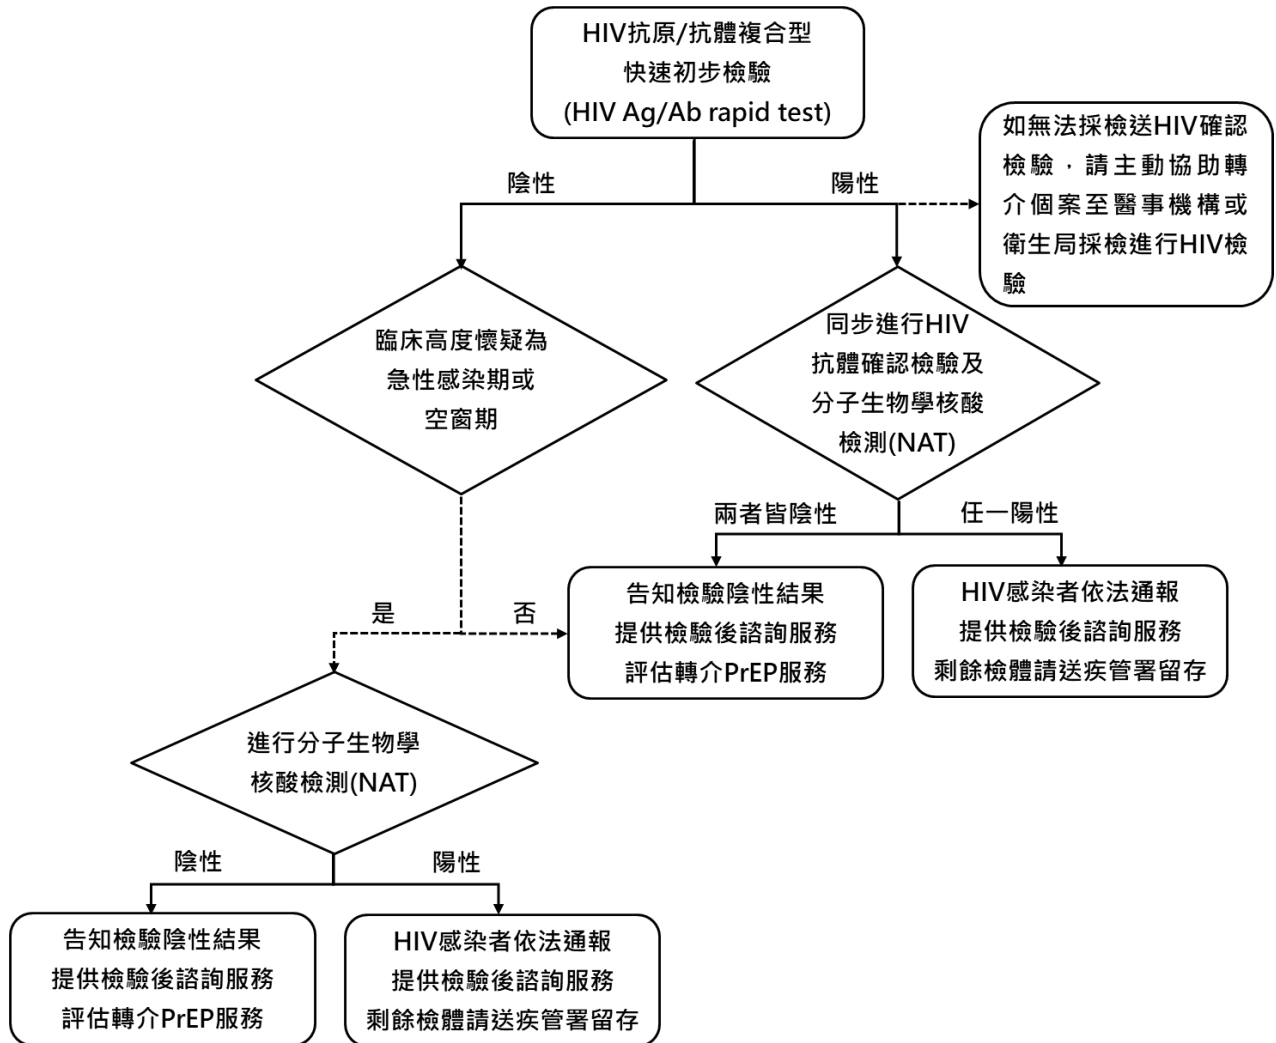 HIV抗原/抗體複合型
快速初步檢驗
(HIV Ag/Ab rapid test)
如無法採檢送HIV確認
檢驗，請主動協助轉
介個案至醫事機構或
衛生局採檢進行HIV檢
驗
陰性
陽性
臨床高度懷疑為
急性感染期或
空窗期
同步進行HIV
抗體確認檢驗及
分子生物學核酸
檢測(NAT)
兩者皆陰性
任一陽性
告知檢驗陰性結果
提供檢驗後諮詢服務
評估轉介PrEP服務
HIV感染者依法通報
提供檢驗後諮詢服務
剩餘檢體請送疾管署留存
是
否
進行分子生物學
核酸檢測(NAT)
陰性
陽性
告知檢驗陰性結果
提供檢驗後諮詢服務
評估轉介PrEP服務
HIV感染者依法通報
提供檢驗後諮詢服務
剩餘檢體請送疾管署留存